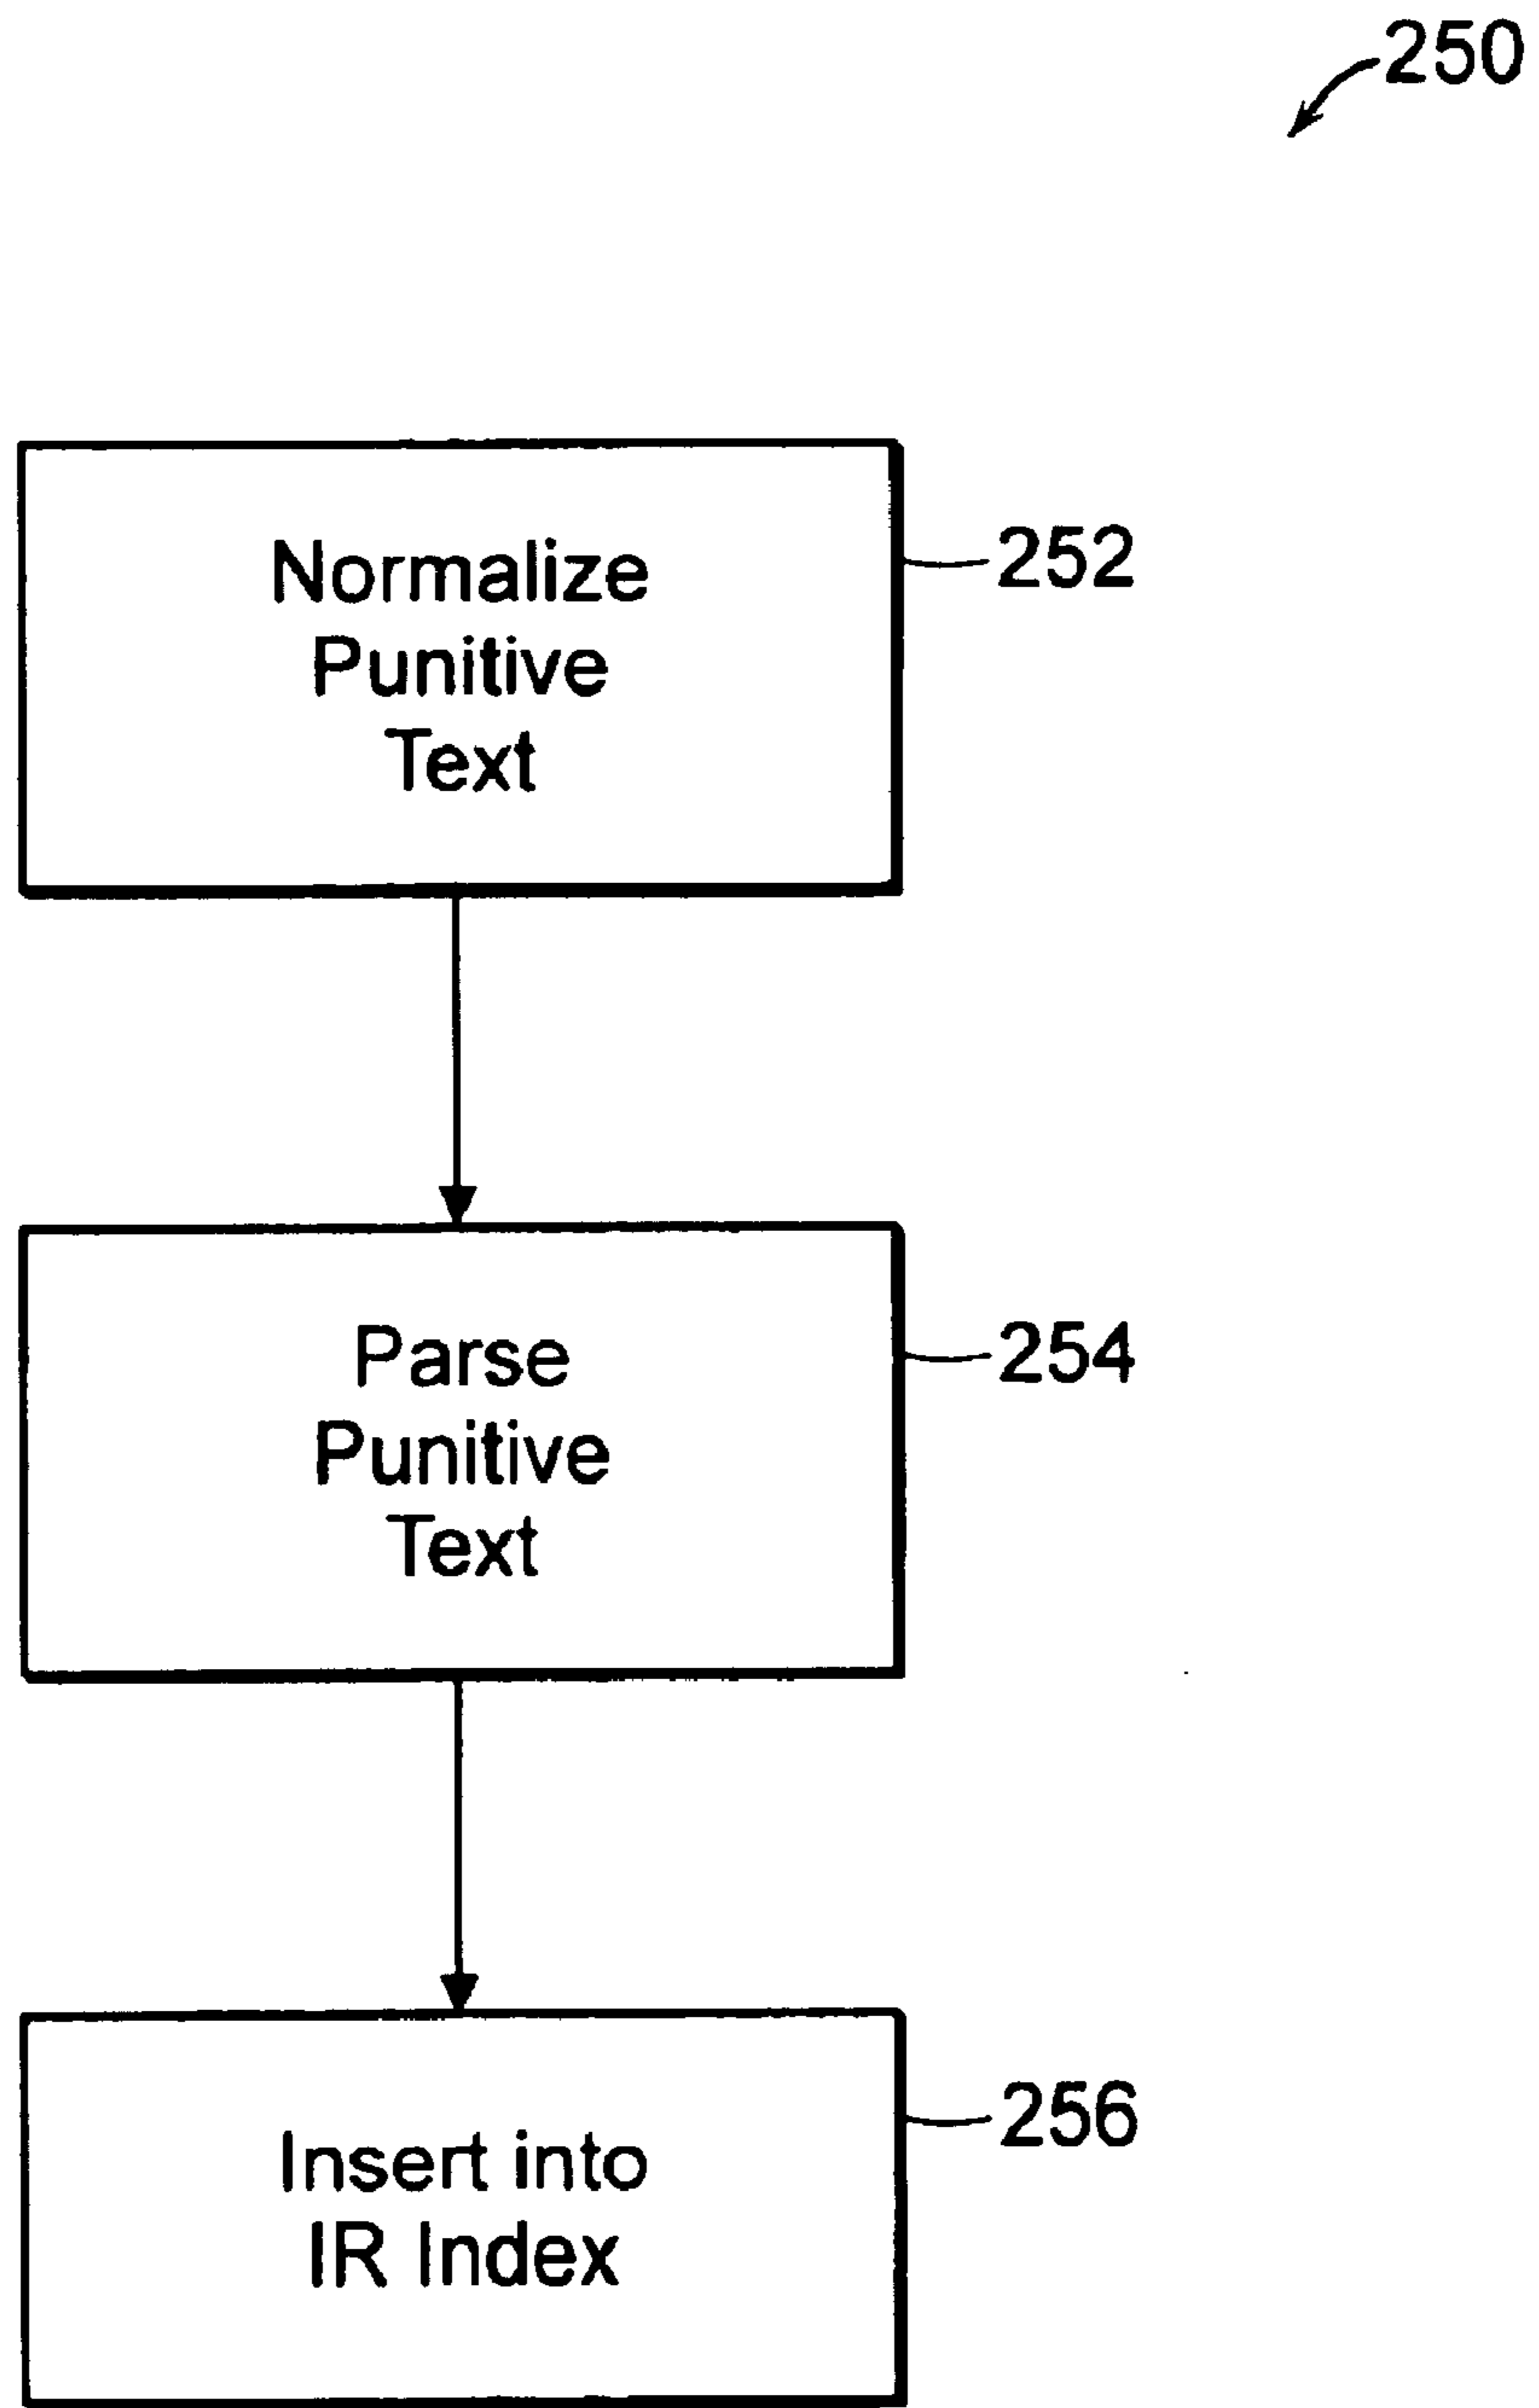 250
Normalize
Punitive
Text
252
Parse
Punitive
Text
254
Insert into
IR Index
256